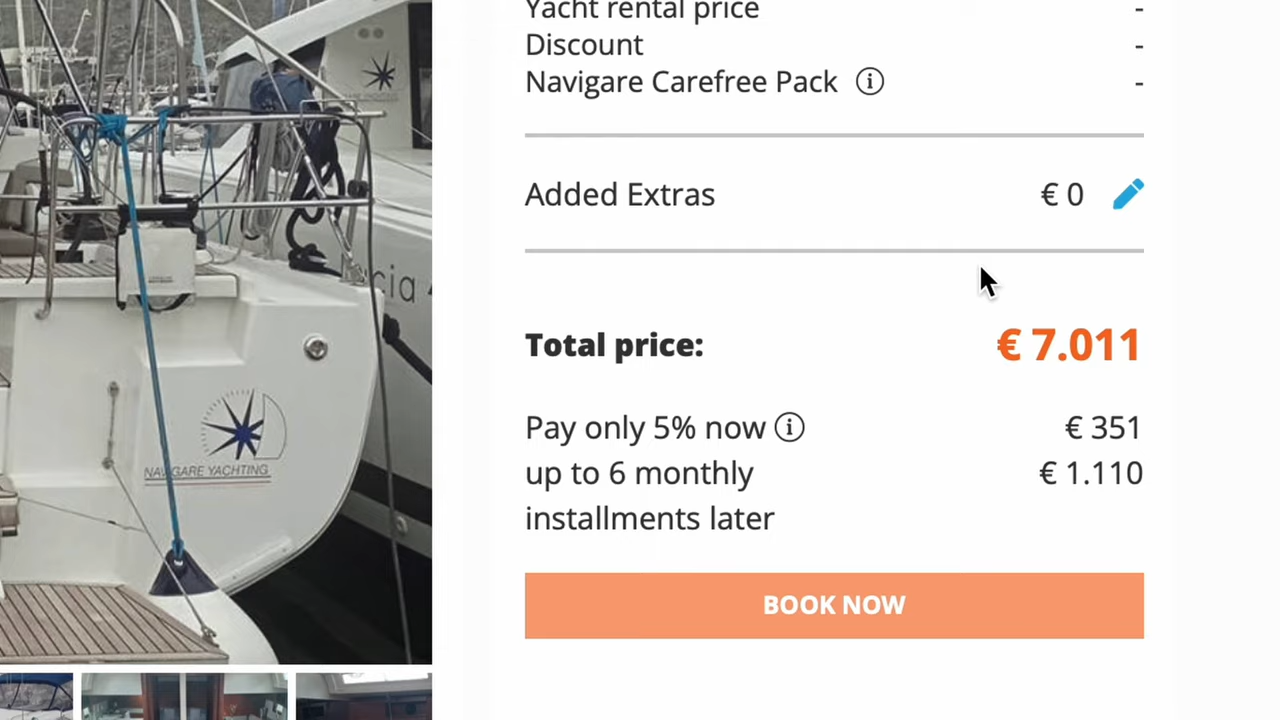 Yacht rental price -
Discount -
Navigare Carefree Pack -
Added Extras € 0
Total price: € 7.011
Pay only 5% now € 351
up to 6 monthly € 1.110
installments later
BOOK NOW
NAVIGARE YACHTING
cia